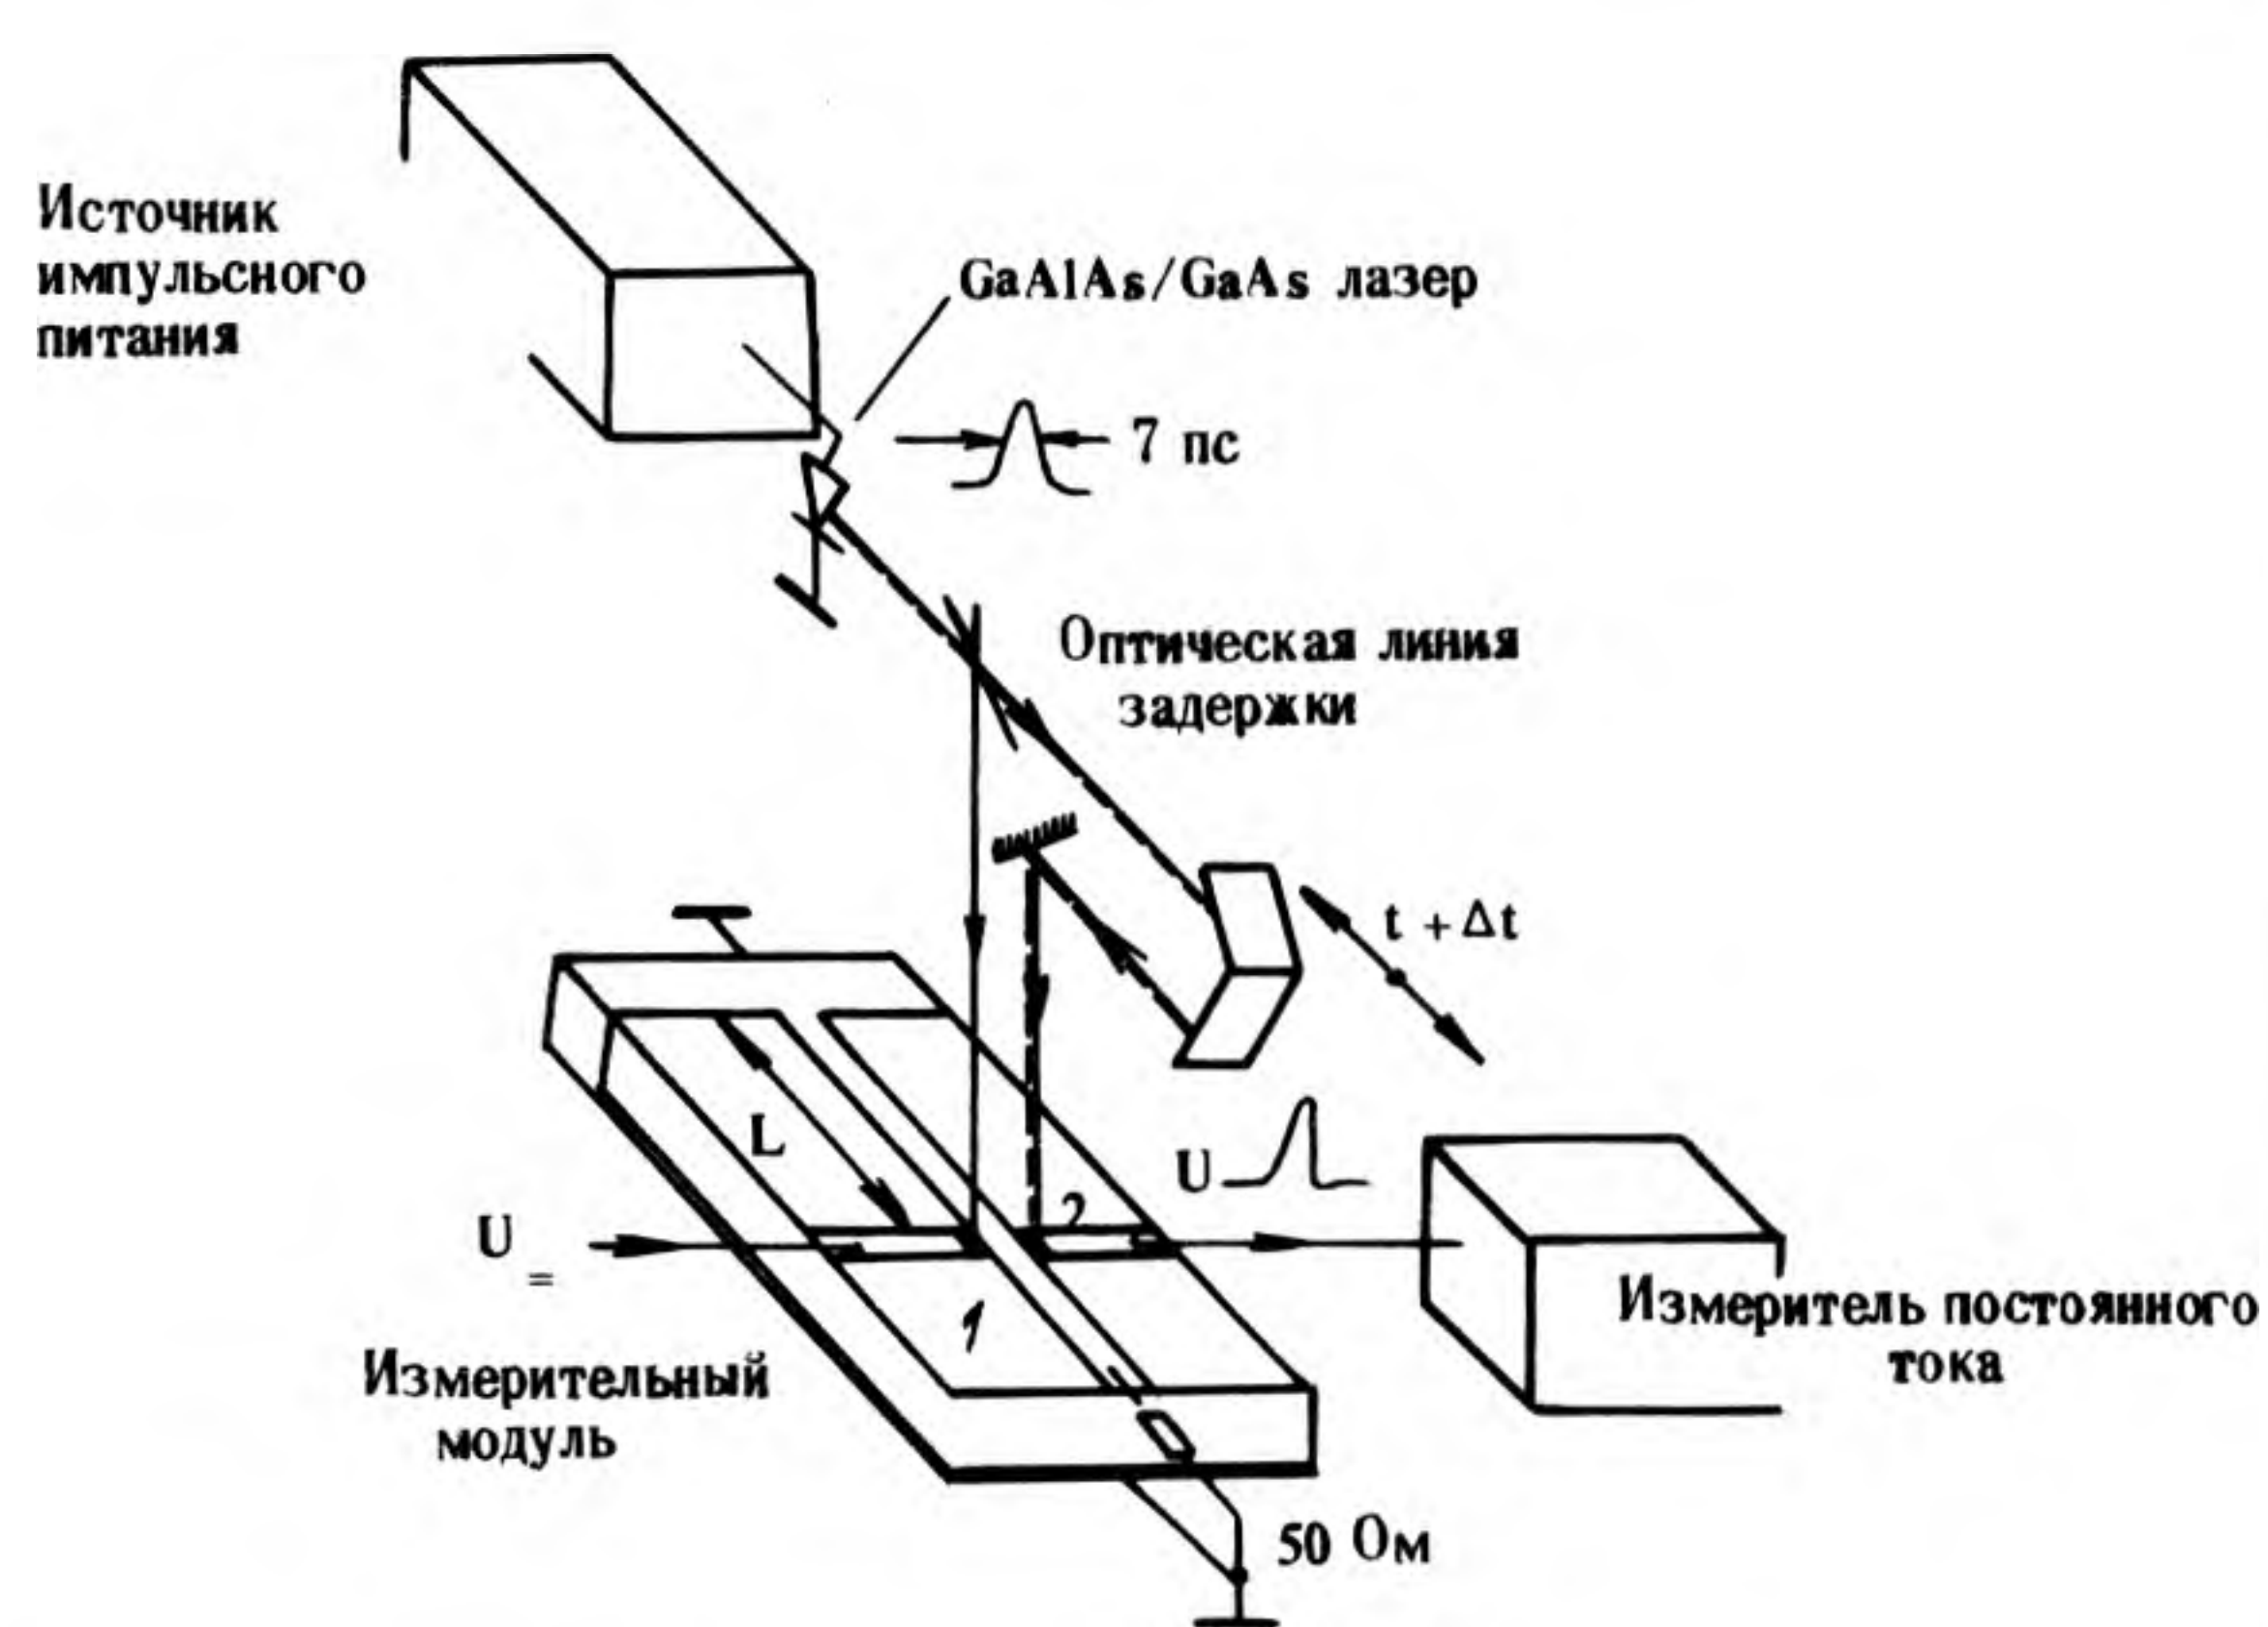 Источник
импульсного
питания
GaAlAs/GaAs лазер
7 пс
Оптическая линия
задержки
t + Δt
L
U
2
U
=
1
Измеритель постоянного
тока
Измерительный
модуль
50 Ом